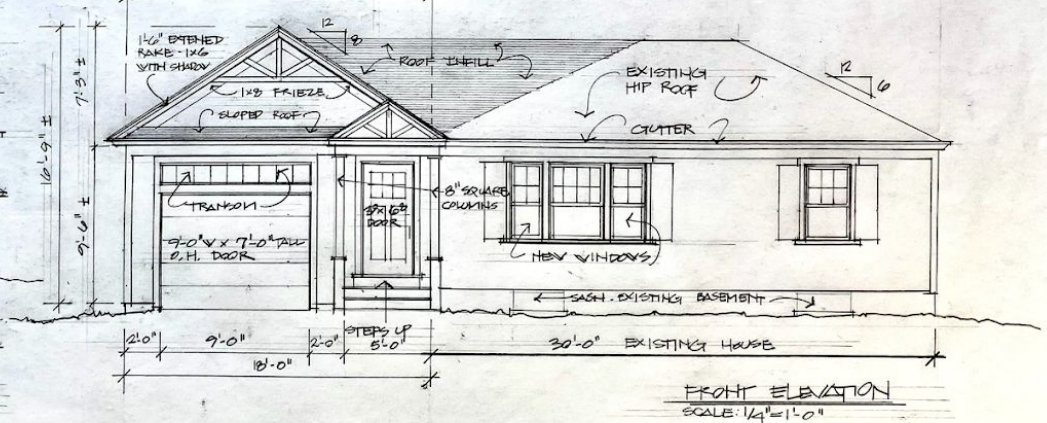 12
8
1'-6" EXTENED
RAKE - 1X6
WITH SHADOW
ROOF INFILL
EXISTING
HIP ROOF
12
6
1X8 FRIEZE
SLOPED ROOF
GUTTER
7'-3" ±
16'-9" ±
9'-6" ±
TRANSOM
8" SQUARE
COLUMNS
DOOR
9'-0" W X 7'-0" TALL
O.H. DOOR
NEW WINDOWS
SASH. EXISTING BASEMENT
STEPS UP
2'-0"
9'-0"
2'-0"
5'-0"
30'-0" EXISTING HOUSE
18'-0"
FRONT ELEVATION
SCALE: 1/4"=1'-0"